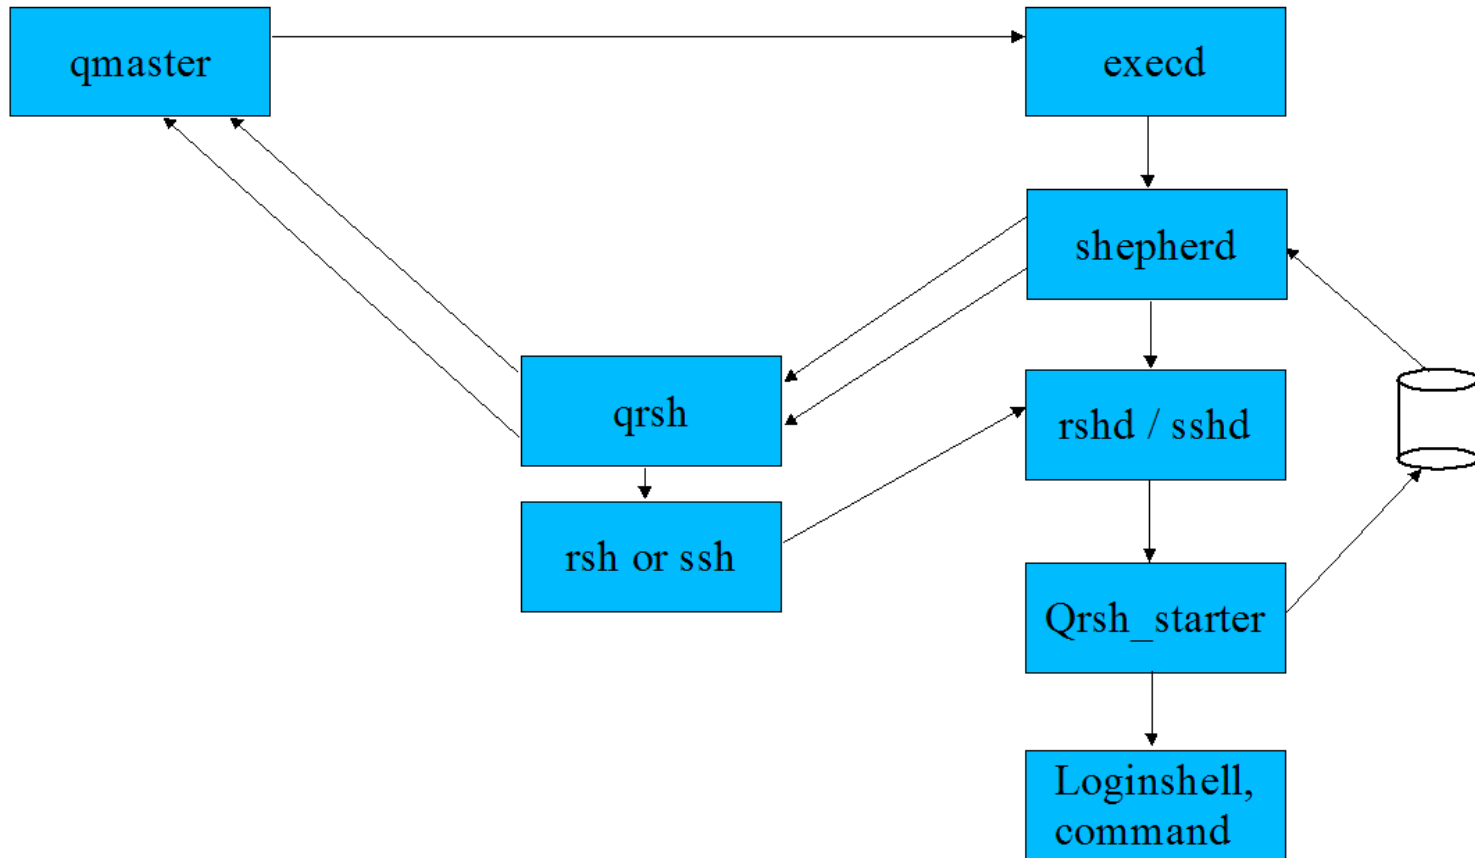 qmaster
execd
shepherd
qrsh
rshd / sshd
rsh or ssh
Qrsh_starter
Loginshell,
command